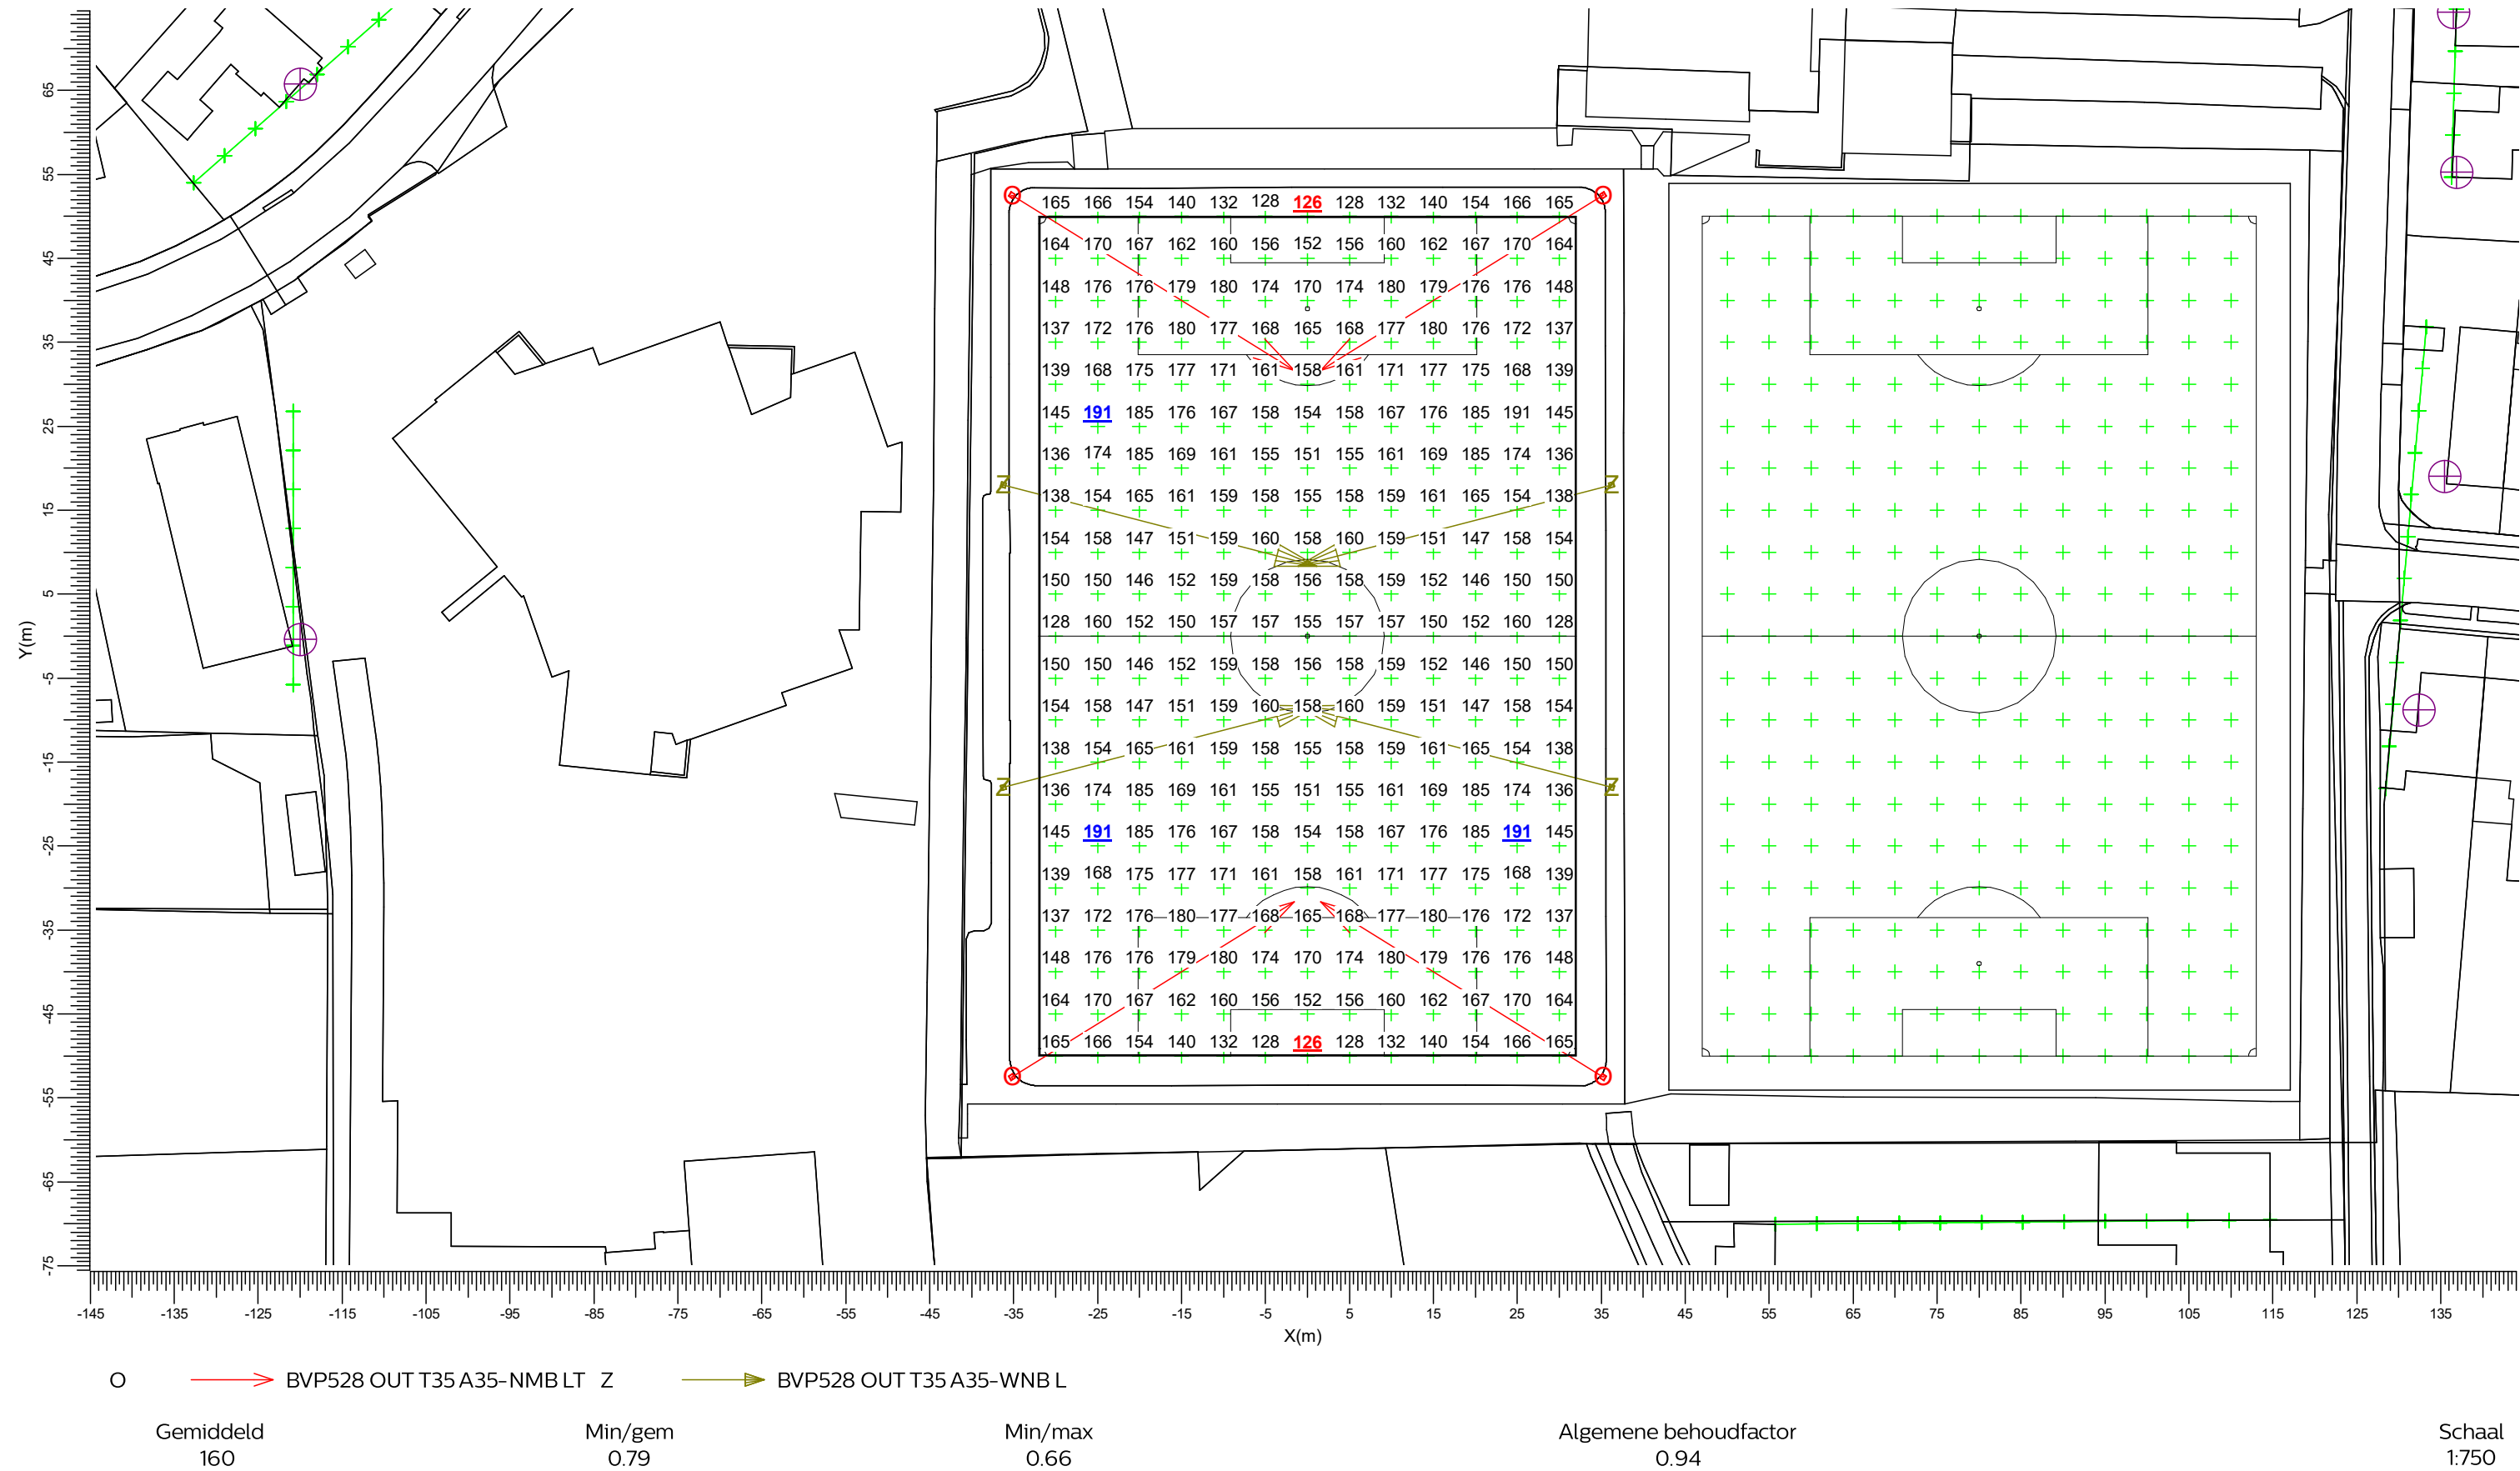 65
55
165 166 154 140 132 128 126 128 132 140 154 166 165
164 170 167 162 160 156 152 156 160 162 167 170 164
45
148 176 176 179 180 174 170 174 180 179 176 176 148
35
137 172 176 180 177 168 165 168 177 180 176 172 137
139 168 175 177 171 161 158 161 171 177 175 168 139
25
145 191 185 176 167 158 154 158 167 176 185 191 145
136 174 185 169 161 155 151 155 161 169 185 174 136
Z Z
15
138 154 165 161 159 158 155 158 159 161 165 154 138
154 158 147 151 159 160 158 160 159 151 147 158 154
5
150 150 146 152 159 158 156 158 159 152 146 150 150
Y(m)
128 160 152 150 157 157 155 157 157 150 152 160 128
-5
150 150 146 152 159 158 156 158 159 152 146 150 150
154 158 147 151 159 160 158 160 159 151 147 158 154
-15
138 154 165 161 159 158 155 158 159 161 165 154 138
Z Z
136 174 185 169 161 155 151 155 161 169 185 174 136
-25
145 191 185 176 167 158 154 158 167 176 185 191 145
139 168 175 177 171 161 158 161 171 177 175 168 139
-35
137 172 176 180 177 168 165 168 177 180 176 172 137
148 176 176 179 180 174 170 174 180 179 176 176 148
-45
164 170 167 162 160 156 152 156 160 162 167 170 164
165 166 154 140 132 128 126 128 132 140 154 166 165
O O
-55
-65
-75
-145 -135 -125 -115 -105 -95 -85 -75 -65 -55 -45 -35 -25 -15 -5 5 15 25 35 45 55 65 75 85 95 105 115 125 135
X(m)
O BVP528 OUT T35 A35-NMB LT Z BVP528 OUT T35 A35-WNB L
Gemiddeld Min/gem Min/max Algemene behoudfactor Schaal
160 0.79 0.66 0.94 1:750